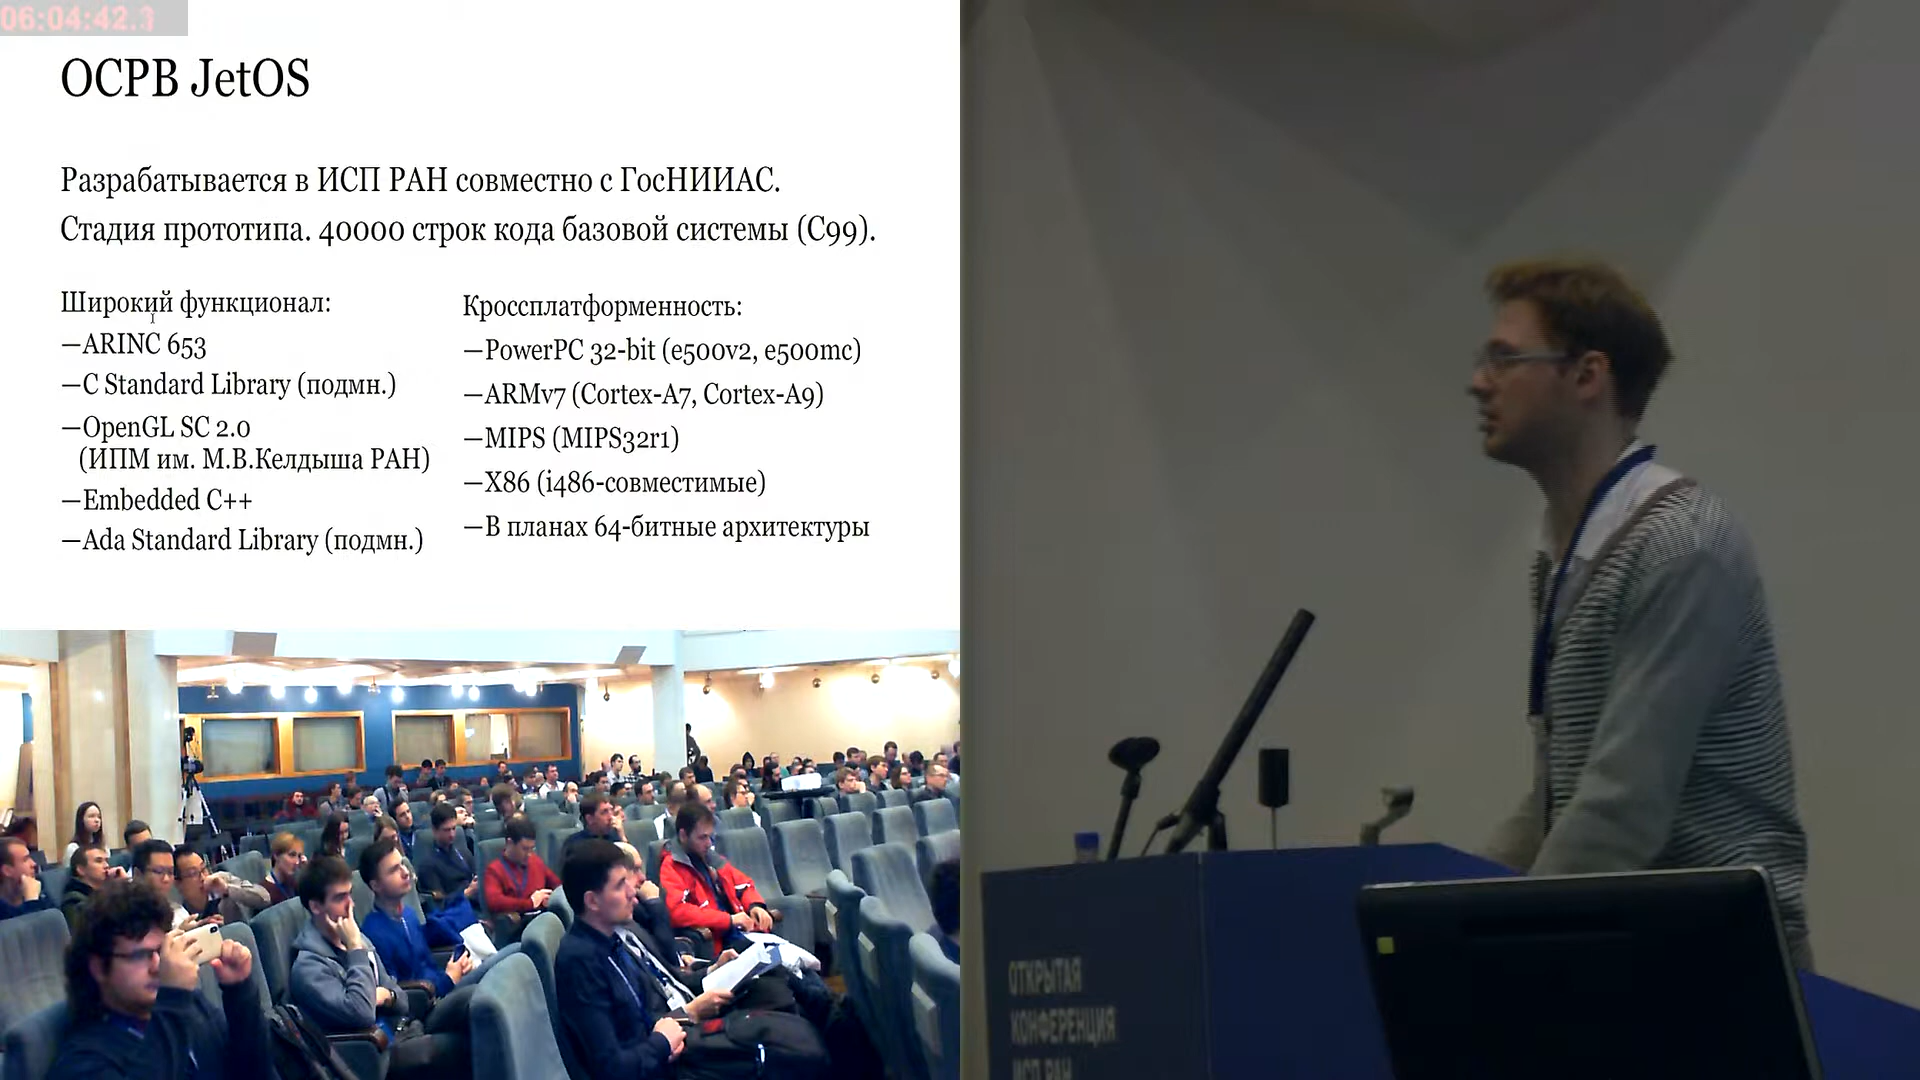 06:04:42.3
ОСРВ JetOS
Разрабатывается в ИСП РАН совместно с ГосНИИАС.
Стадия прототипа. 40000 строк кода базовой системы (C99).
Широкий функционал:
—ARINC 653
—C Standard Library (подмн.)
—OpenGL SC 2.0
(ИПМ им. М.В.Келдыша РАН)
—Embedded C++
—Ada Standard Library (подмн.)
Кроссплатформенность:
—PowerPC 32-bit (e500v2, e500mc)
—ARMv7 (Cortex-A7, Cortex-A9)
—MIPS (MIPS32r1)
—X86 (i486-совместимые)
—В планах 64-битные архитектуры
ОТКРЫТАЯ
КОНФЕРЕНЦИЯ
ИСП РАН